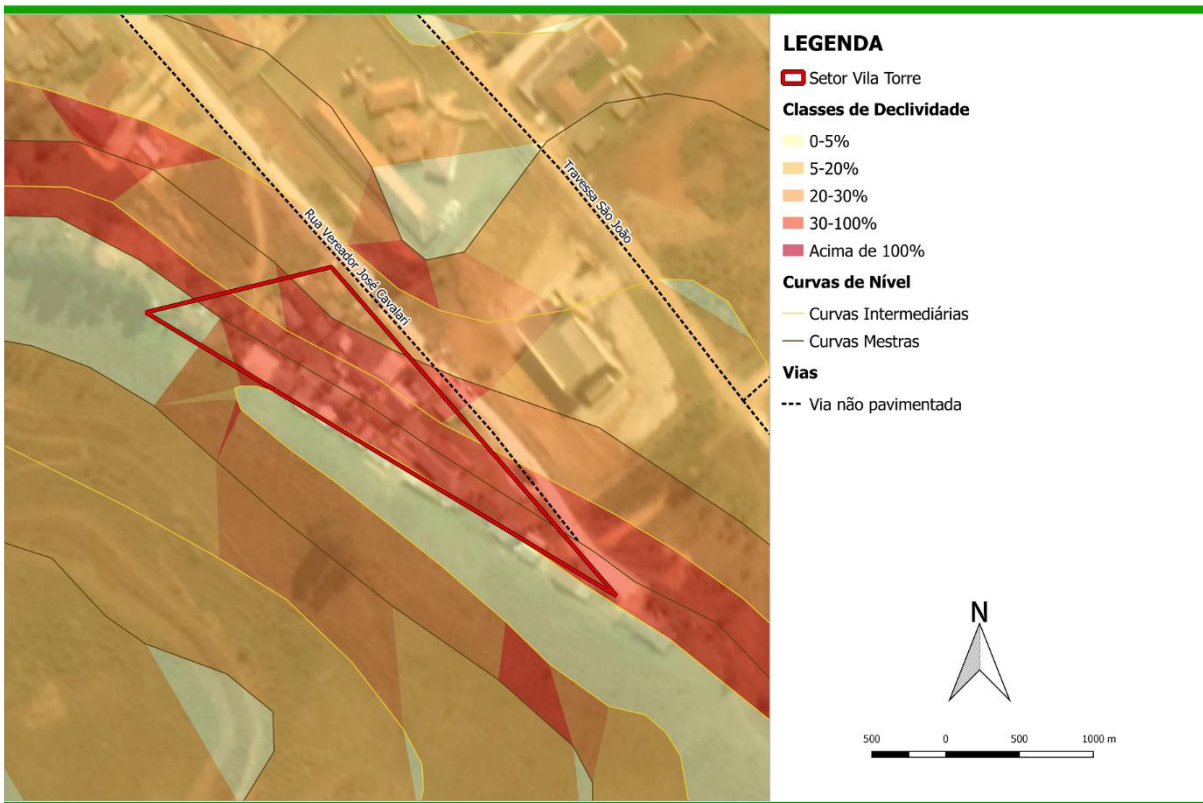 LEGENDA
Setor Vila Torre
Classes de Declividade
0-5%
5-20%
20-30%
30-100%
Acima de 100%
Curvas de Nível
Curvas Intermediárias
Curvas Mestras
Vias
Via não pavimentada
Travessa São João
Rua Vereador José Cavalari
N
500 0 500 1000 m